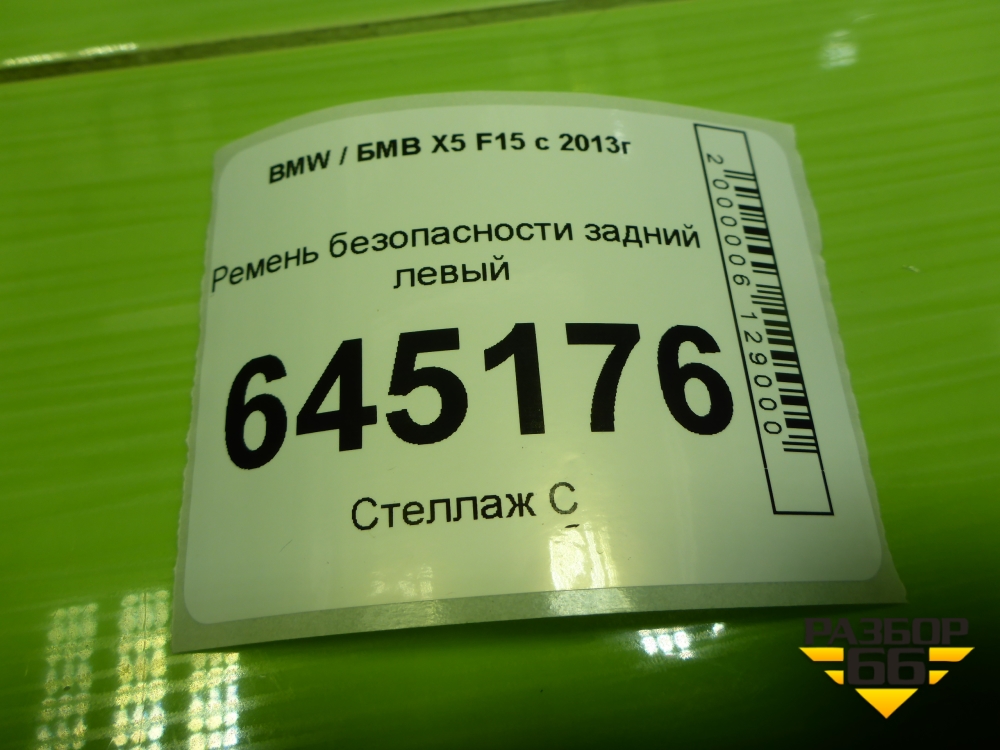 BMW / БМВ X5 F15 с 2013г
Ремень безопасности задний
левый
645176
Стеллаж С
2000006129000
РАЗБОР
66